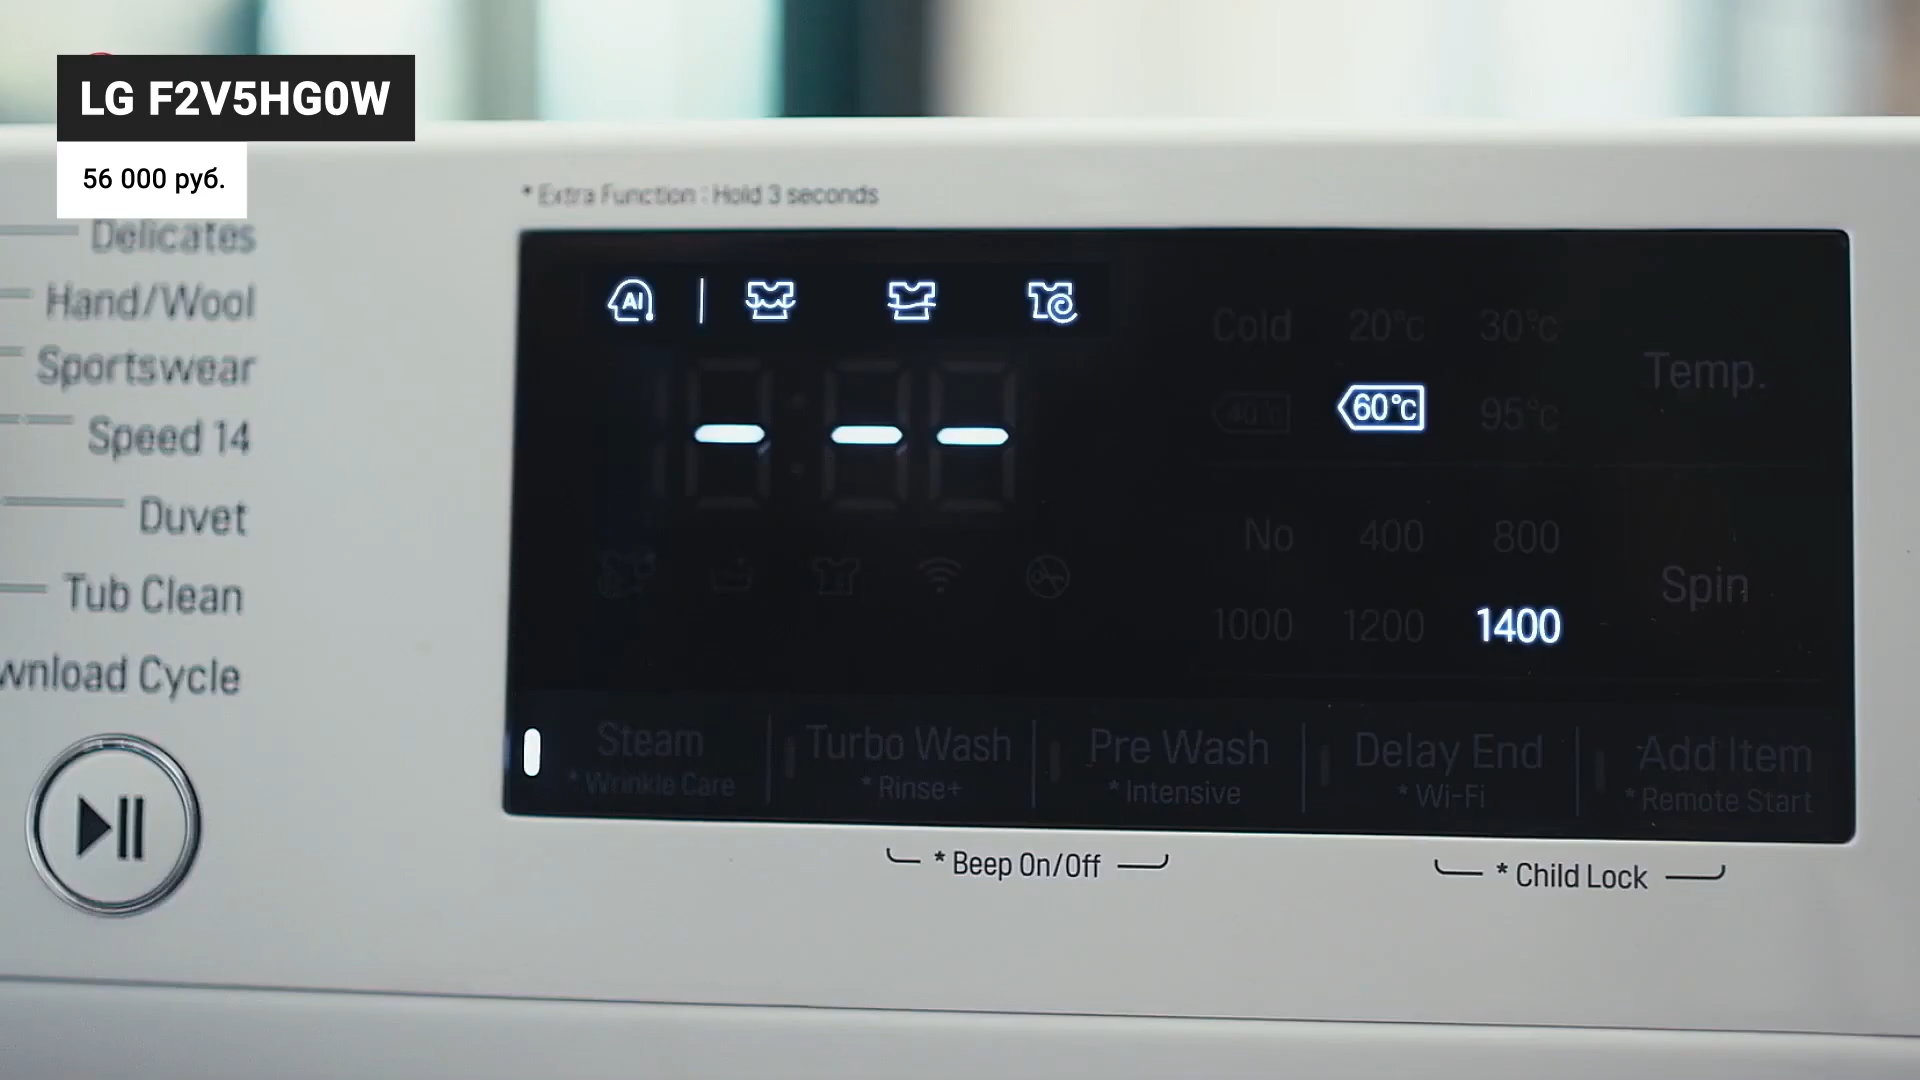 LG F2V5HG0W
56 000 руб.
* Extra Function : Hold 3 seconds
Delicates
Hand/Wool
Sportswear
Speed 14
Duvet
Tub Clean
wnload Cycle
AI
Cold 20°c 30°c
40°c 60°c 95°c
Temp.
No 400 800
1000 1200 1400
Spin
Steam
* Wrinkle Care
Turbo Wash
* Rinse+
Pre Wash
* Intensive
Delay End
* Wi-Fi
Add Item
* Remote Start
* Beep On/Off
* Child Lock